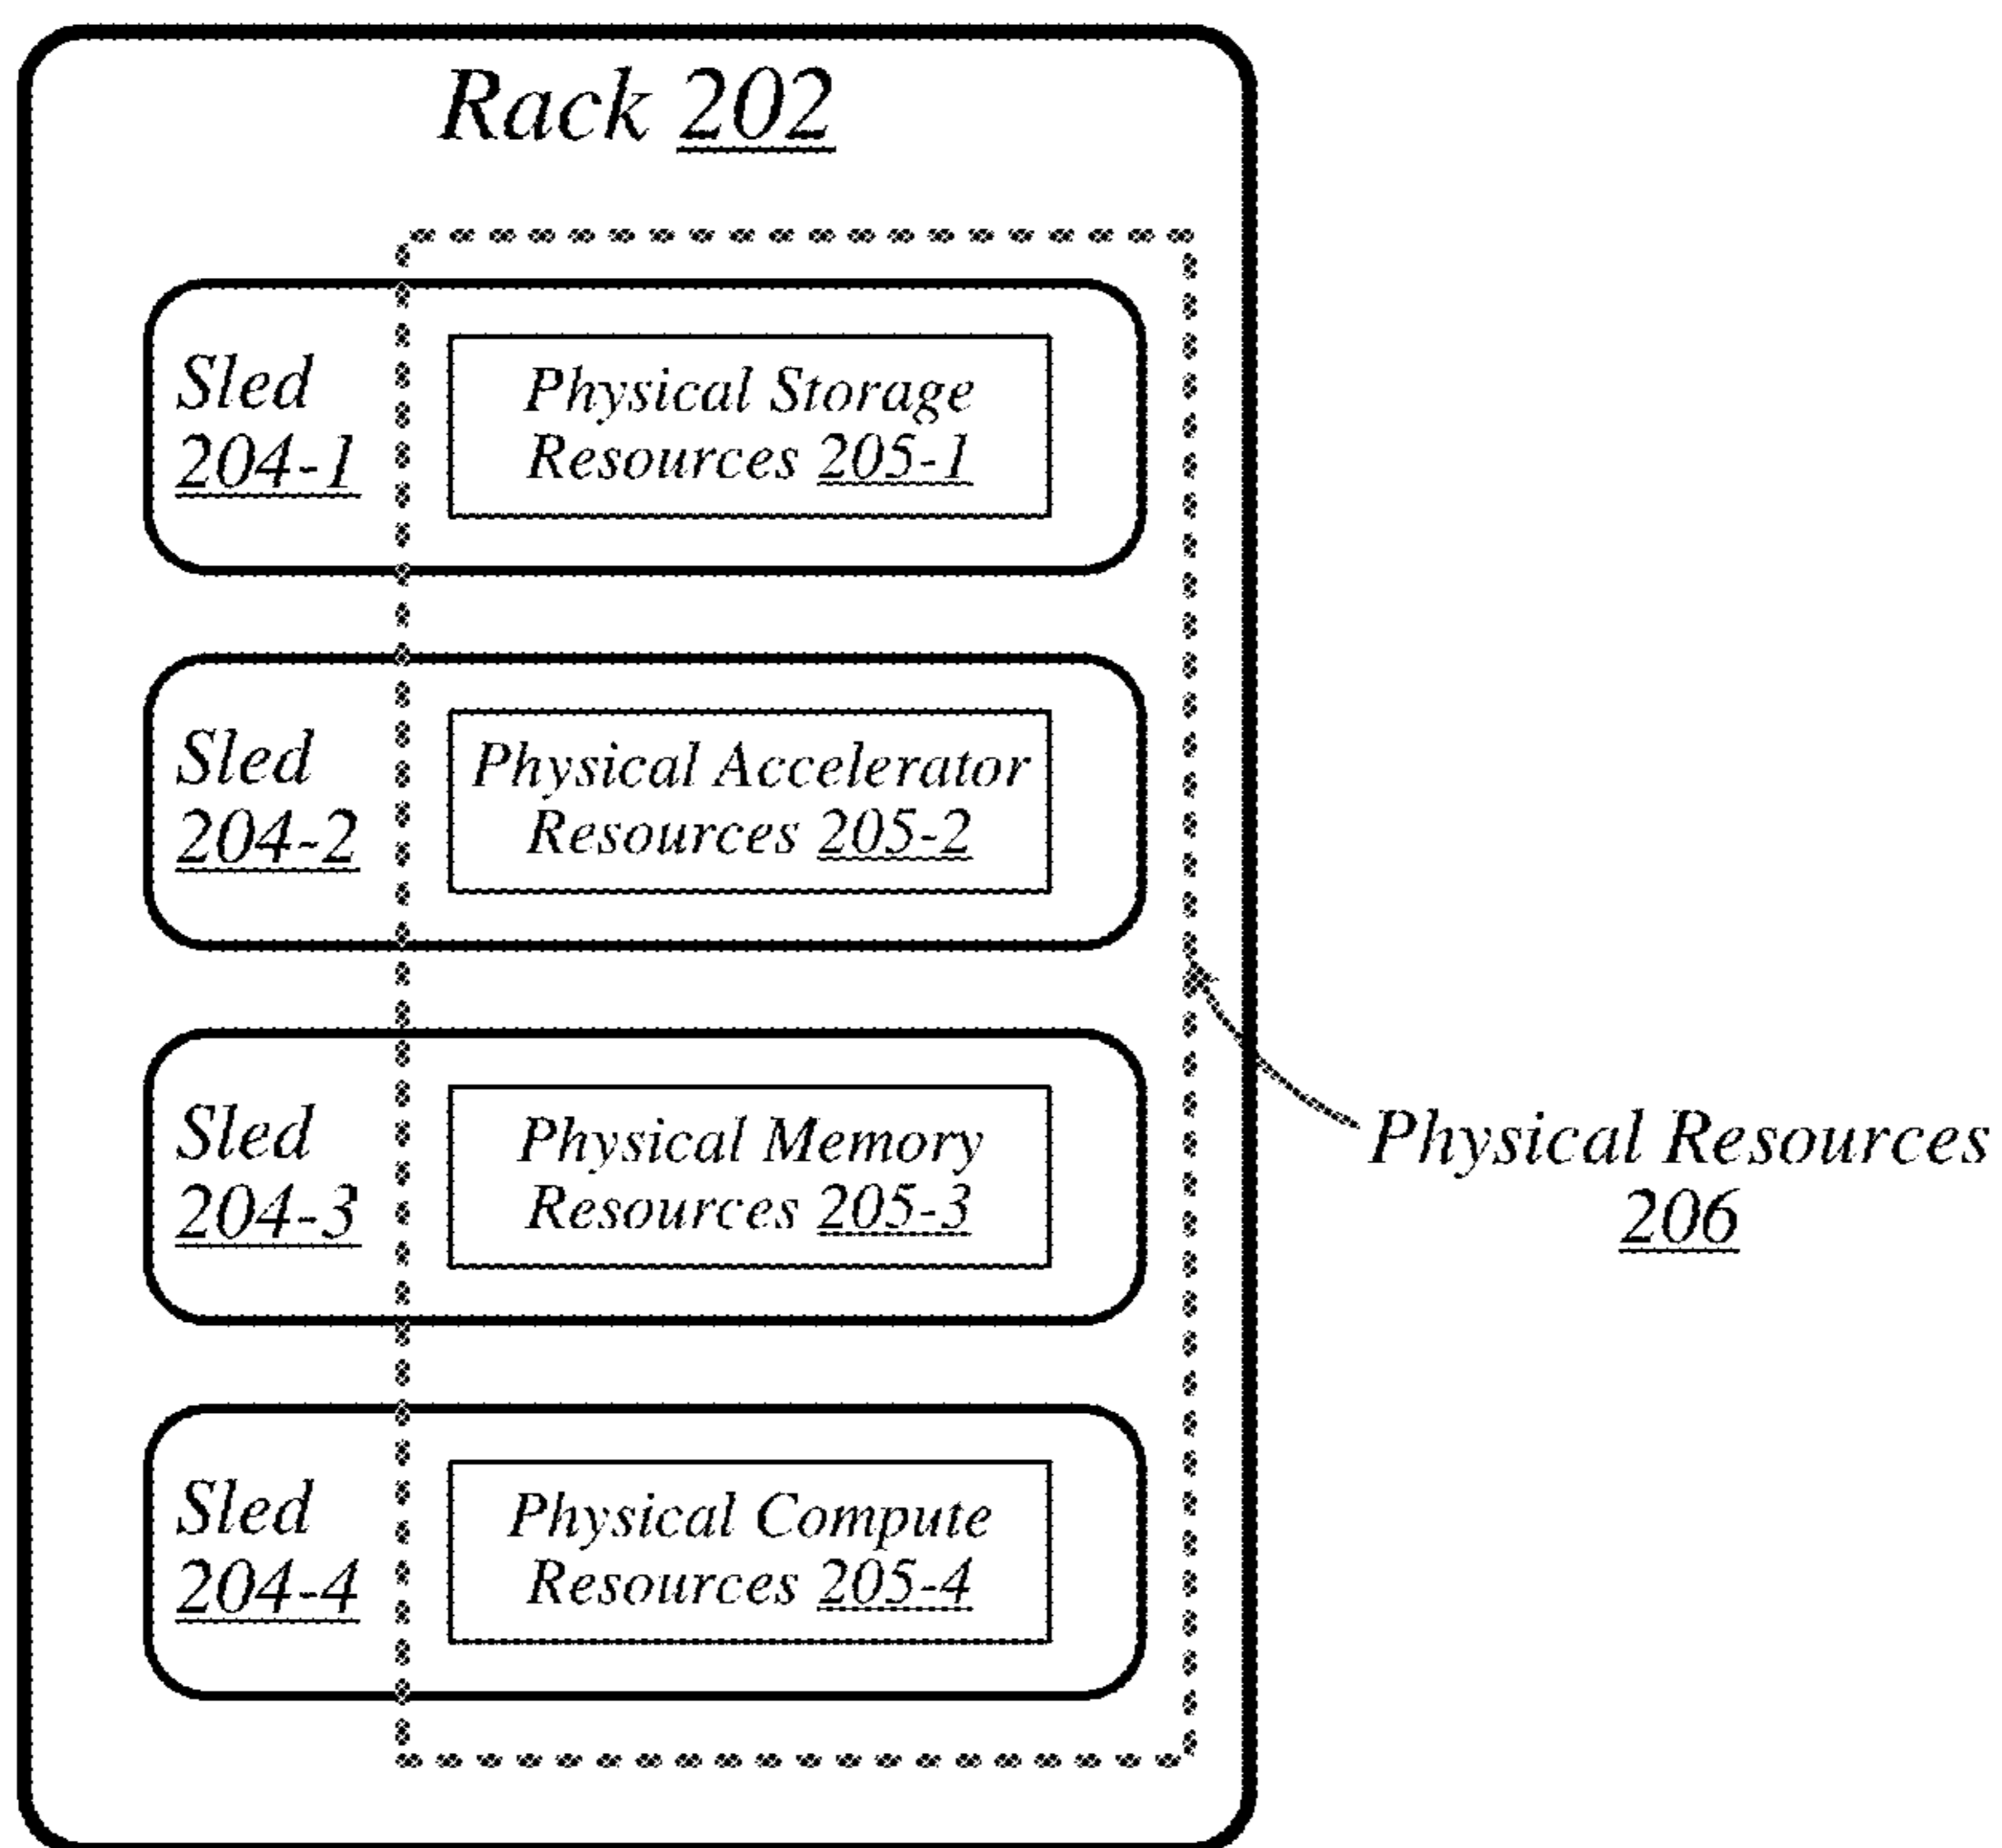 Rack 202
Sled
204-1
Physical Storage
Resources 205-1
Sled
204-2
Physical Accelerator
Resources 205-2
Sled
204-3
Physical Memory
Resources 205-3
Sled
204-4
Physical Compute
Resources 205-4
Physical Resources
206